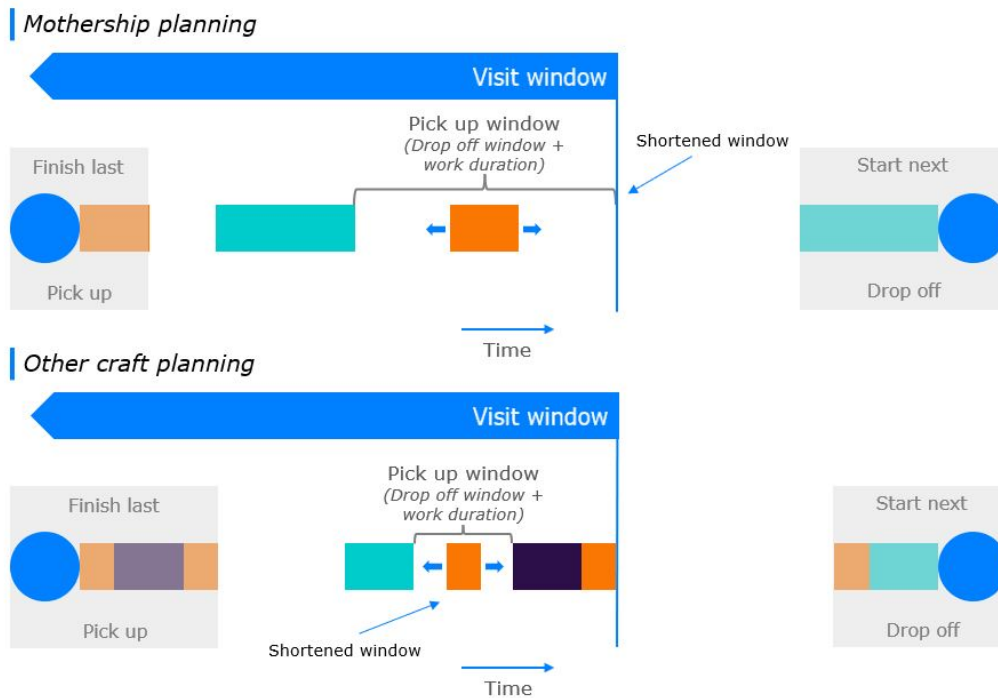 Mothership planning
Visit window
Pick up window
(Drop off window +
work duration)
Shortened window
Finish last
Start next
Pick up
Drop off
Time
Other craft planning
Visit window
Pick up window
(Drop off window +
work duration)
Finish last
Start next
Pick up
Drop off
Shortened window
Time